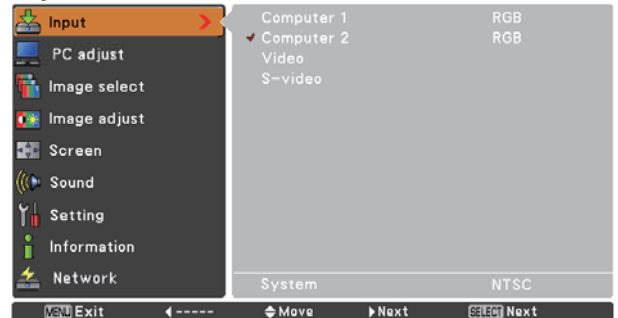 Input
PC adjust
Image select
Image adjust
Screen
Sound
Setting
Information
Network
Computer 1 RGB
✔ Computer 2 RGB
Video
S-video
System NTSC
MENU Exit ◀----- ◆Move ▶Next SELECT Next